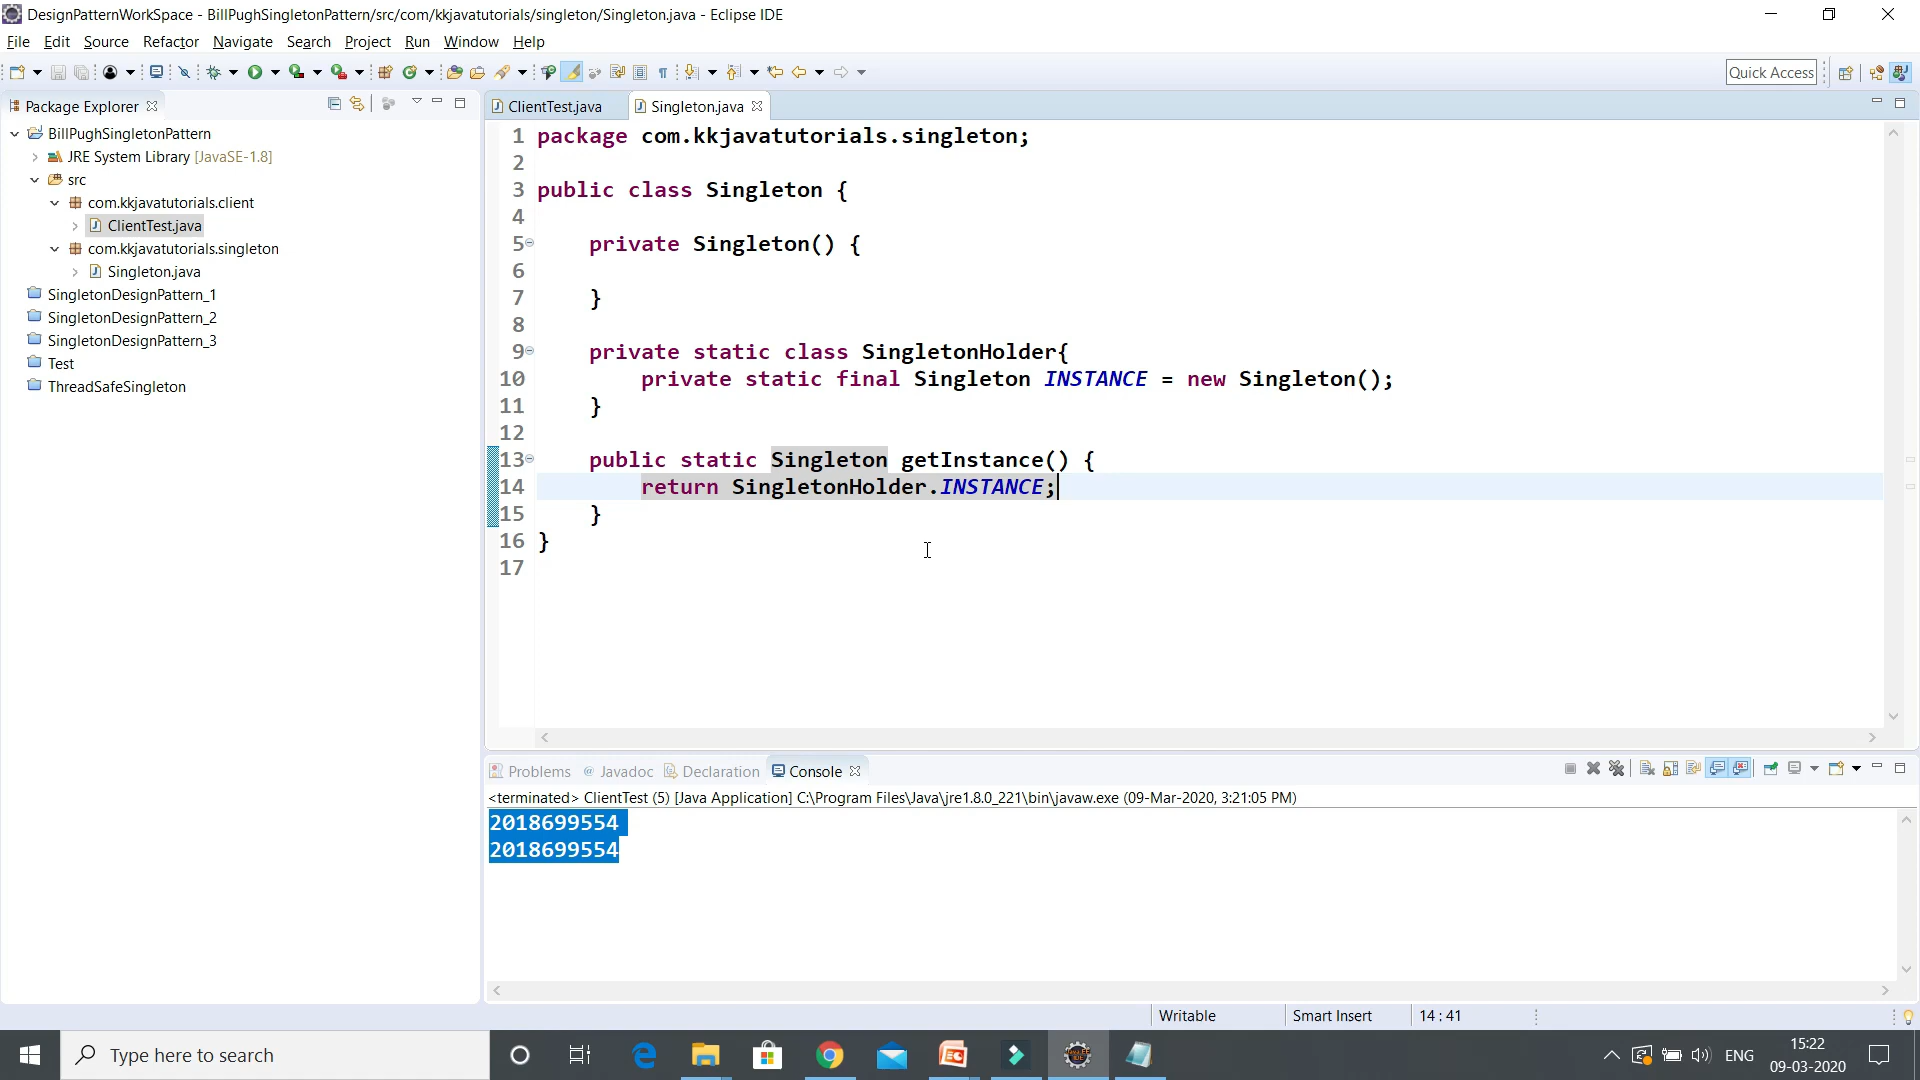 DesignPatternWorkSpace - BillPughSingletonPattern/src/com/kkjavatutorials/singleton/Singleton.java - Eclipse IDE
File Edit Source Refactor Navigate Search Project Run Window Help
Quick Access
Package Explorer
BillPughSingletonPattern
JRE System Library [JavaSE-1.8]
src
com.kkjavatutorials.client
ClientTest.java
com.kkjavatutorials.singleton
Singleton.java
SingletonDesignPattern_1
SingletonDesignPattern_2
SingletonDesignPattern_3
Test
ThreadSafeSingleton
ClientTest.java Singleton.java
1 package com.kkjavatutorials.singleton;
2
3 public class Singleton {
4
5 private Singleton() {
6
7 }
8
9 private static class SingletonHolder{
10 private static final Singleton INSTANCE = new Singleton();
11 }
12
13 public static Singleton getInstance() {
14 return SingletonHolder.INSTANCE;
15 }
16 }
17
Problems Javadoc Declaration Console
<terminated> ClientTest (5) [Java Application] C:\Program Files\Java\jre1.8.0_221\bin\javaw.exe (09-Mar-2020, 3:21:05 PM)
2018699554
2018699554
Writable Smart Insert 14 : 41
Type here to search
ENG
15:22
09-03-2020